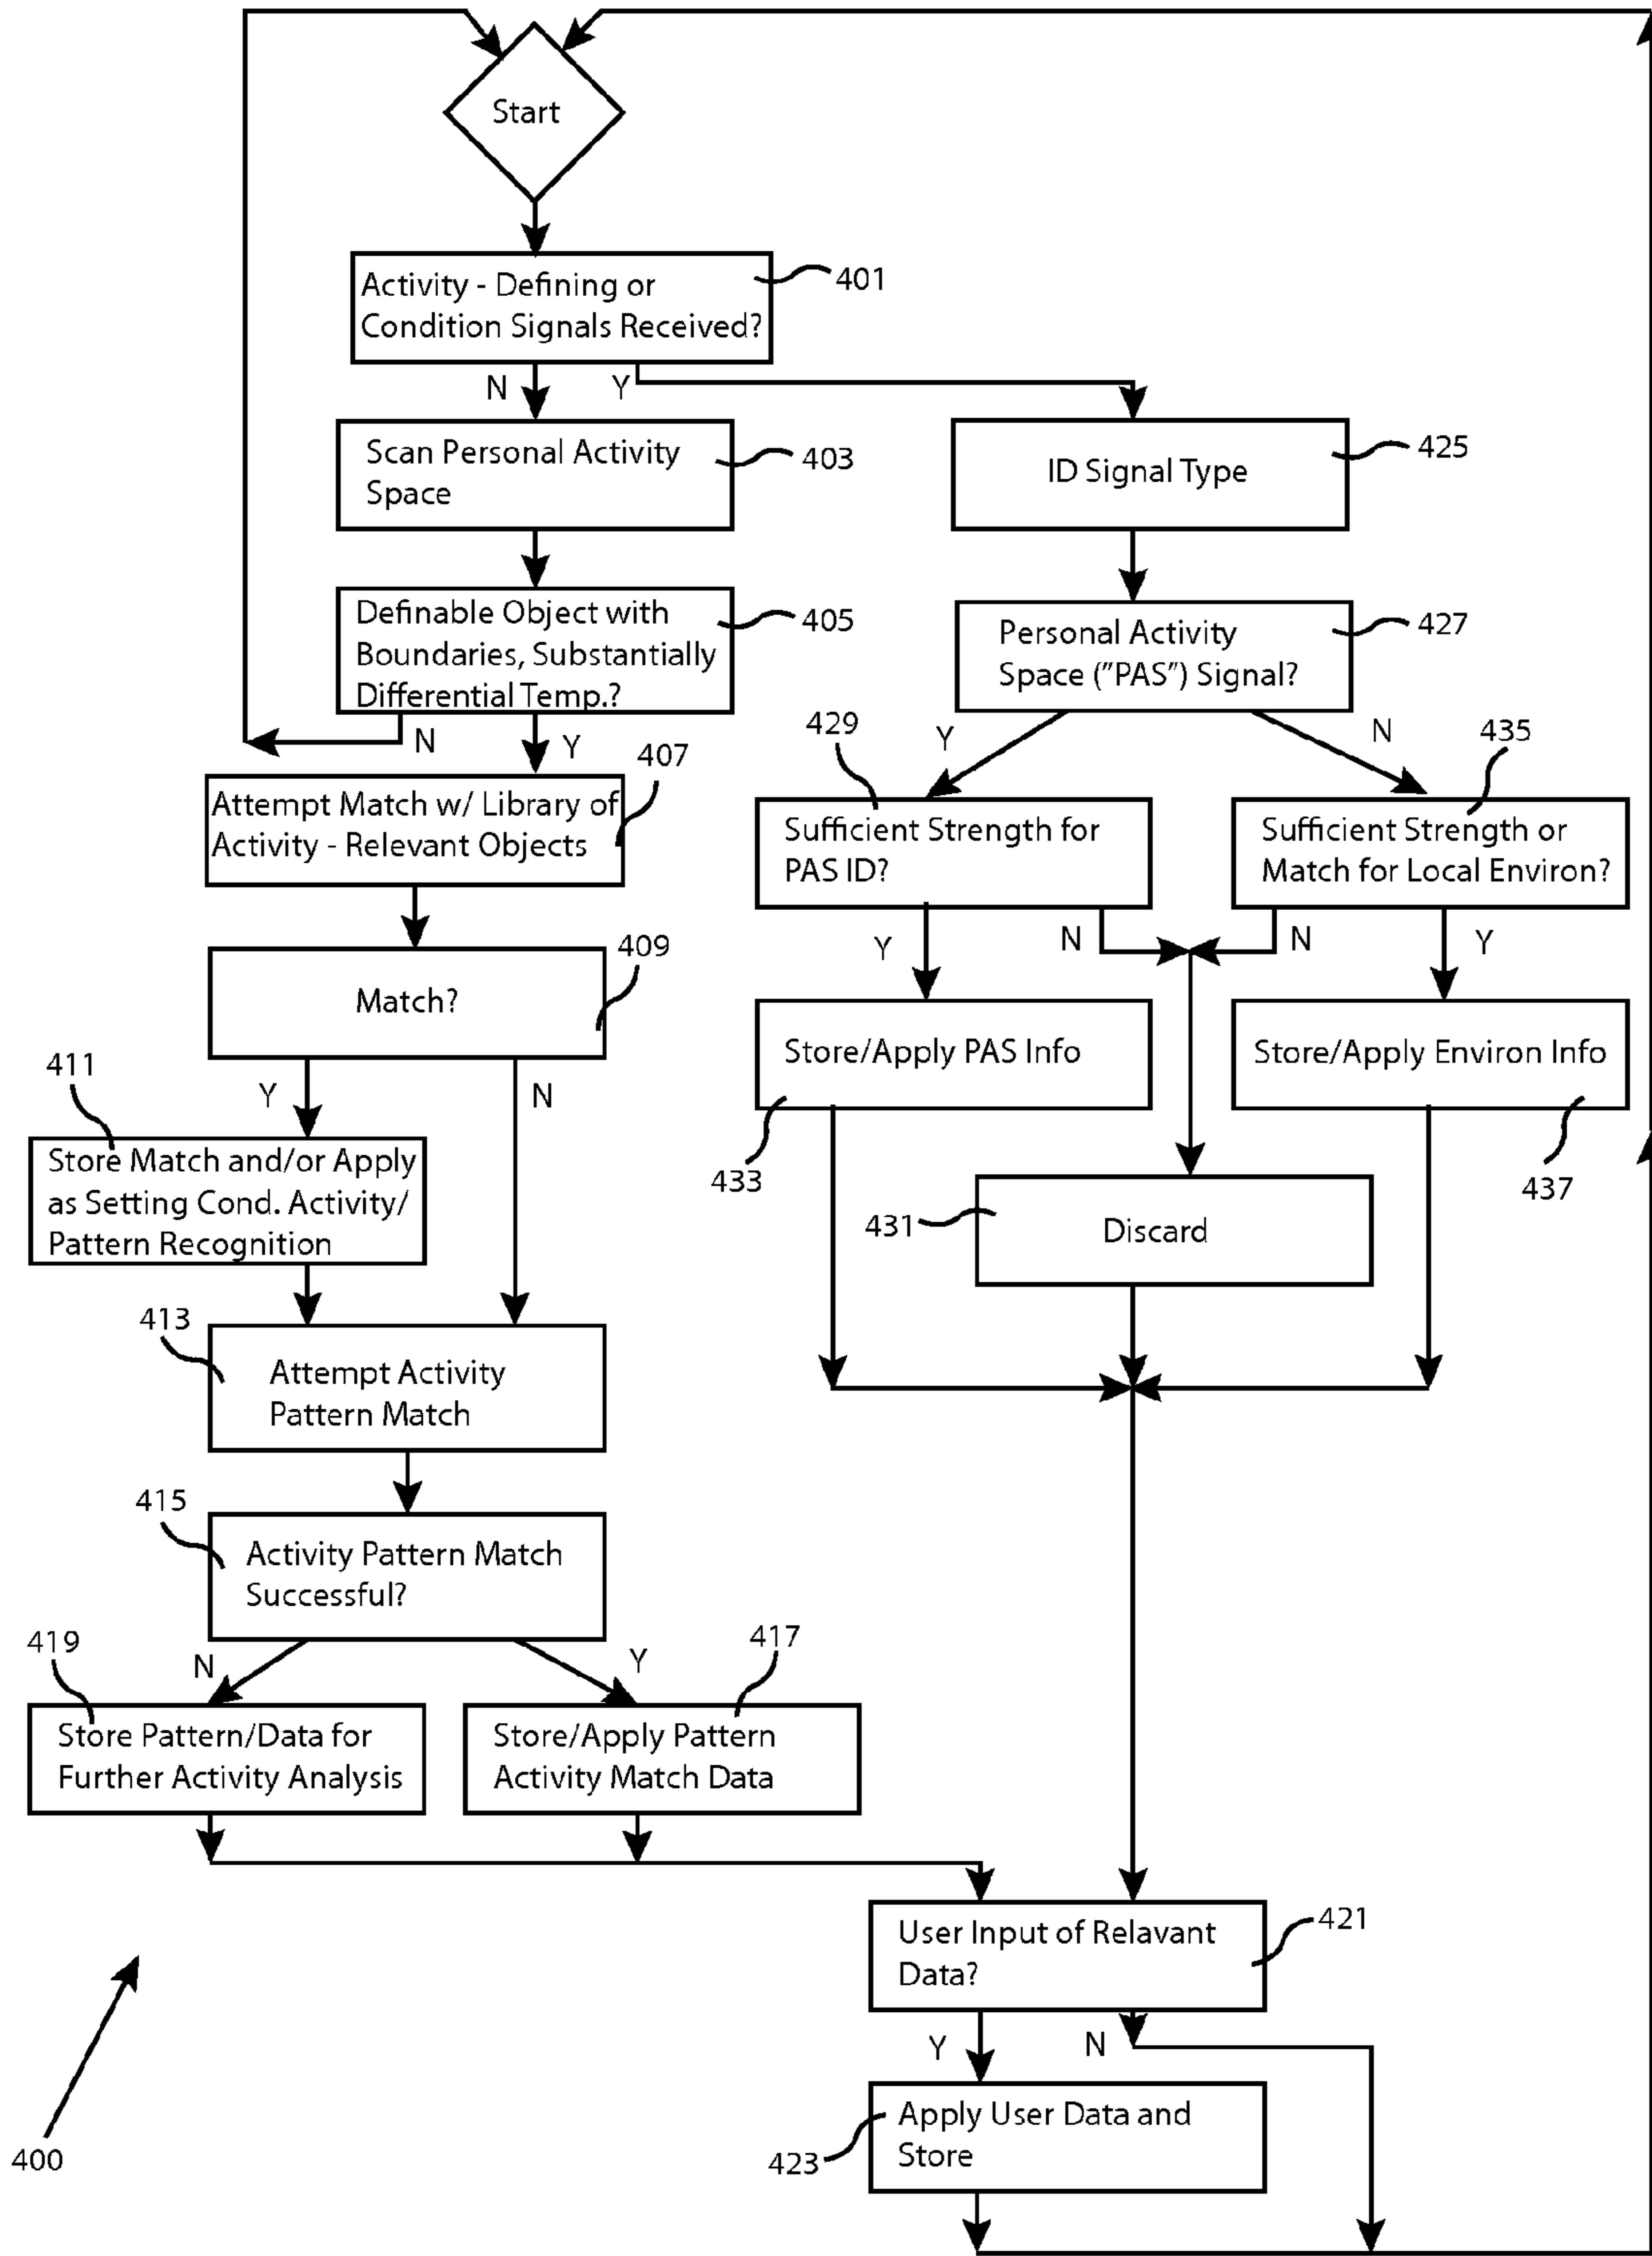 Start
Activity - Defining or
Condition Signals Received?
401
N
Y
Scan Personal Activity
Space
403
ID Signal Type
425
Definable Object with
Boundaries, Substantially
Differential Temp.?
405
Personal Activity
Space ("PAS") Signal?
427
N
Y
407
429
Y
N
435
Attempt Match w/ Library of
Activity - Relevant Objects
Sufficient Strength for
PAS ID?
Sufficient Strength or
Match for Local Environ?
409
Y
N
N
Y
Match?
411
Y
N
Store/Apply PAS Info
Store/Apply Environ Info
433
437
Store Match and/or Apply
as Setting Cond. Activity/
Pattern Recognition
431
Discard
413
Attempt Activity
Pattern Match
415
Activity Pattern Match
Successful?
419
N
Y
417
Store Pattern/Data for
Further Activity Analysis
Store/Apply Pattern
Activity Match Data
User Input of Relavant
Data?
421
Y
N
Apply User Data and
Store
423
400